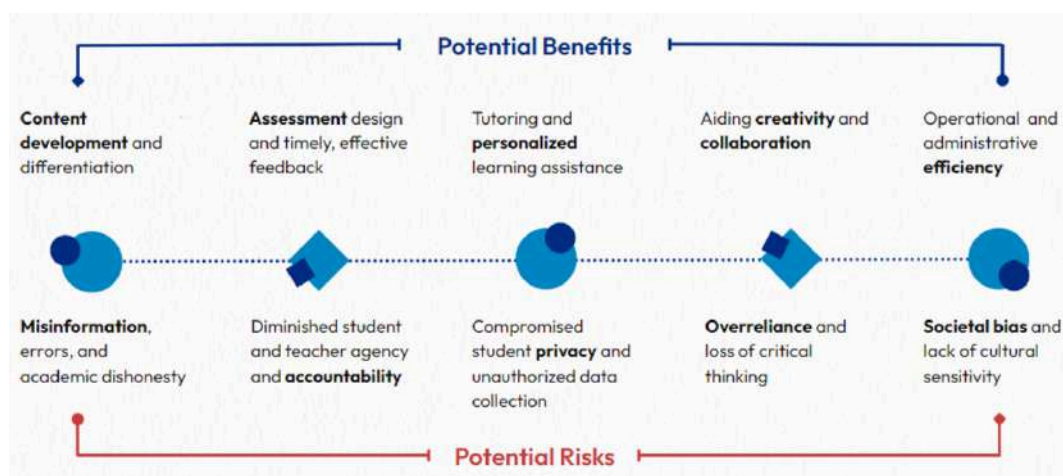 Potential Benefits
Content
development and
differentiation
Assessment design
and timely, effective
feedback
Tutoring and
personalized
learning assistance
Aiding creativity and
collaboration
Operational and
administrative
efficiency
Misinformation,
errors, and
academic dishonesty
Diminished student
and teacher agency
and accountability
Compromised
student privacy and
unauthorized data
collection
Overreliance and
loss of critical
thinking
Societal bias and
lack of cultural
sensitivity
Potential Risks